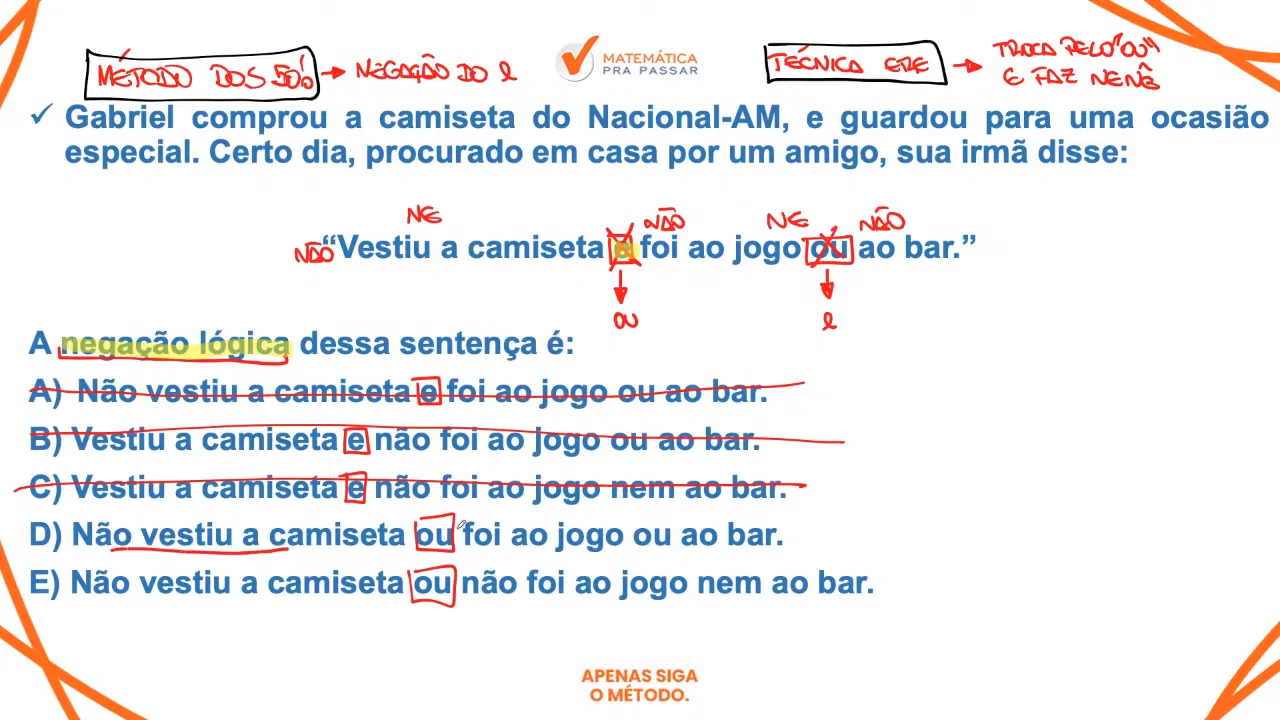 MÉTODO DOS 50% → NEGAÇÃO DO e
MATEMÁTICA
PRA PASSAR
TÉCNICA ERE → TROCA PELO "OU"
E FAZ NENÊ
✓ Gabriel comprou a camiseta do Nacional-AM, e guardou para uma ocasião
especial. Certo dia, procurado em casa por um amigo, sua irmã disse:
NE NÃO NE NÃO
NÃO "Vestiu a camiseta e foi ao jogo ou ao bar."
OU e
A negação lógica dessa sentença é:
A) Não vestiu a camiseta e foi ao jogo ou ao bar.
B) Vestiu a camiseta e não foi ao jogo ou ao bar.
C) Vestiu a camiseta e não foi ao jogo nem ao bar.
D) Não vestiu a camiseta ou foi ao jogo ou ao bar.
E) Não vestiu a camiseta ou não foi ao jogo nem ao bar.
APENAS SIGA
O MÉTODO.